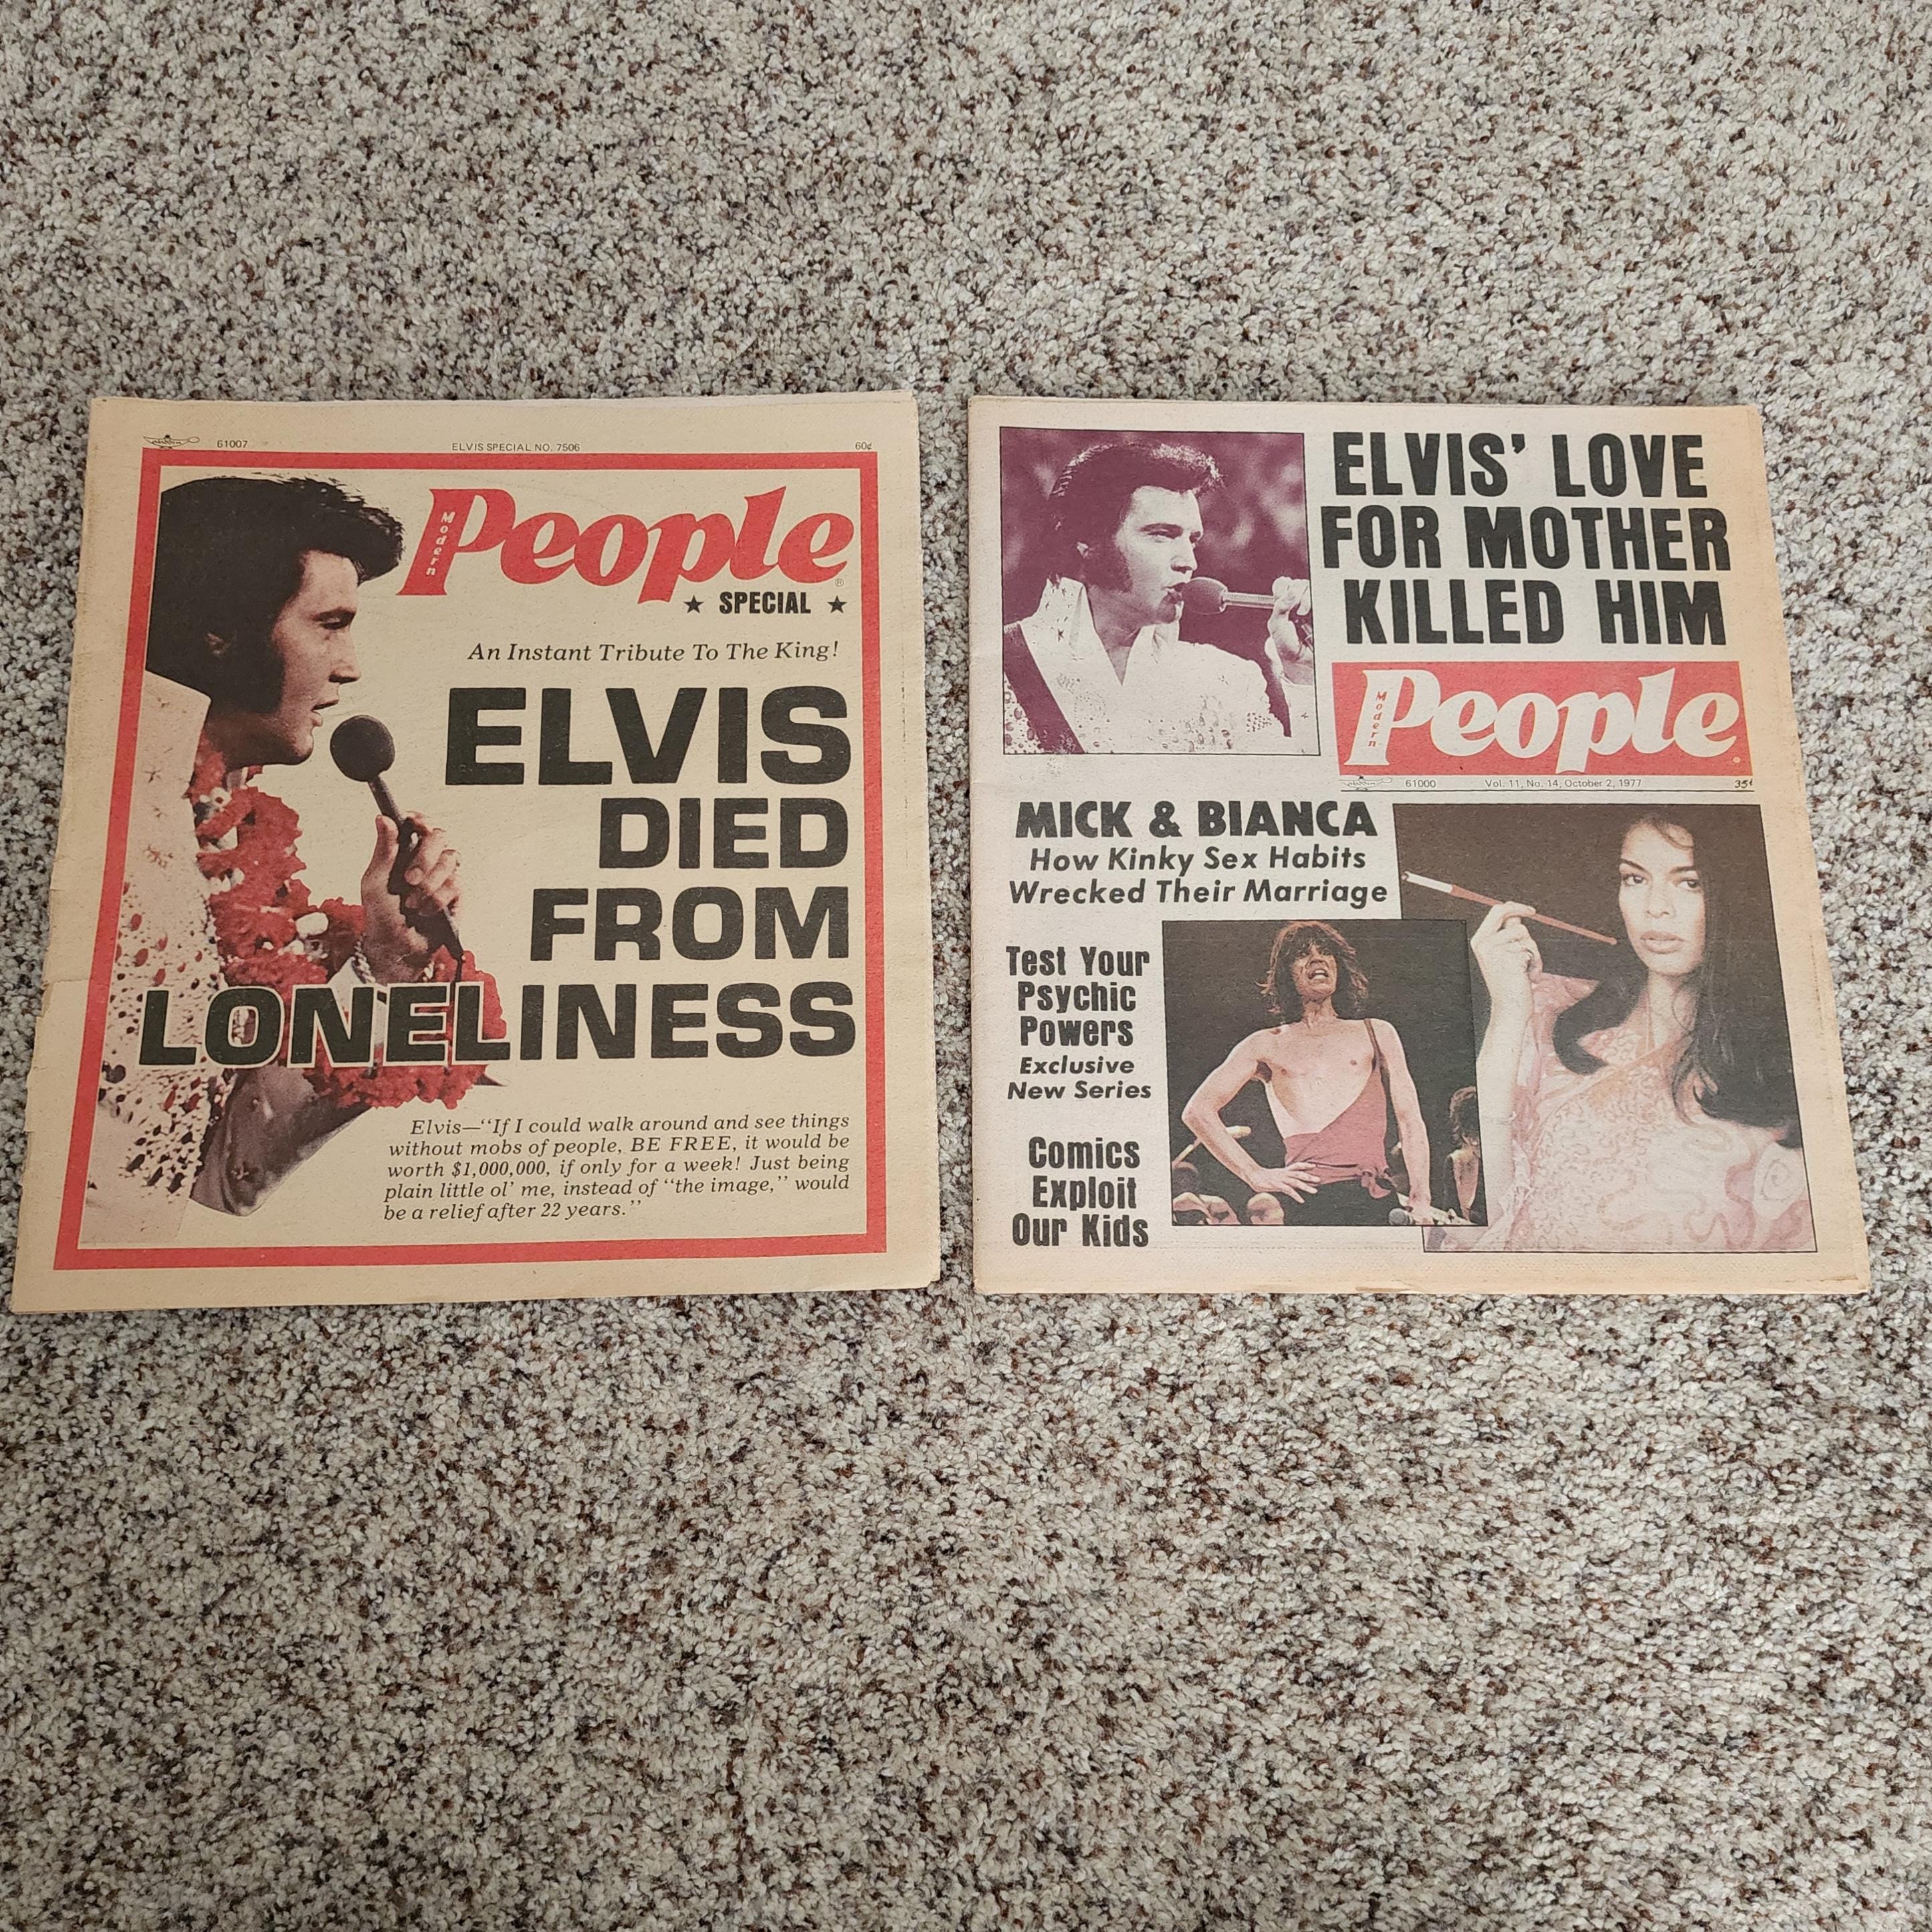 61007
ELVIS SPECIAL NO. 7506
60¢
Modern
People
®
★ SPECIAL ★
An Instant Tribute To The King!
ELVIS
DIED
FROM
LONELINESS
Elvis—"If I could walk around and see things
without mobs of people, BE FREE, it would be
worth $1,000,000, if only for a week! Just being
plain little ol' me, instead of "the image," would
be a relief after 22 years."
ELVIS' LOVE
FOR MOTHER
KILLED HIM
Modern
People
61000
Vol. 11, No. 14, October 2, 1977
35¢
MICK & BIANCA
How Kinky Sex Habits
Wrecked Their Marriage
Test Your
Psychic
Powers
Exclusive
New Series
Comics
Exploit
Our Kids